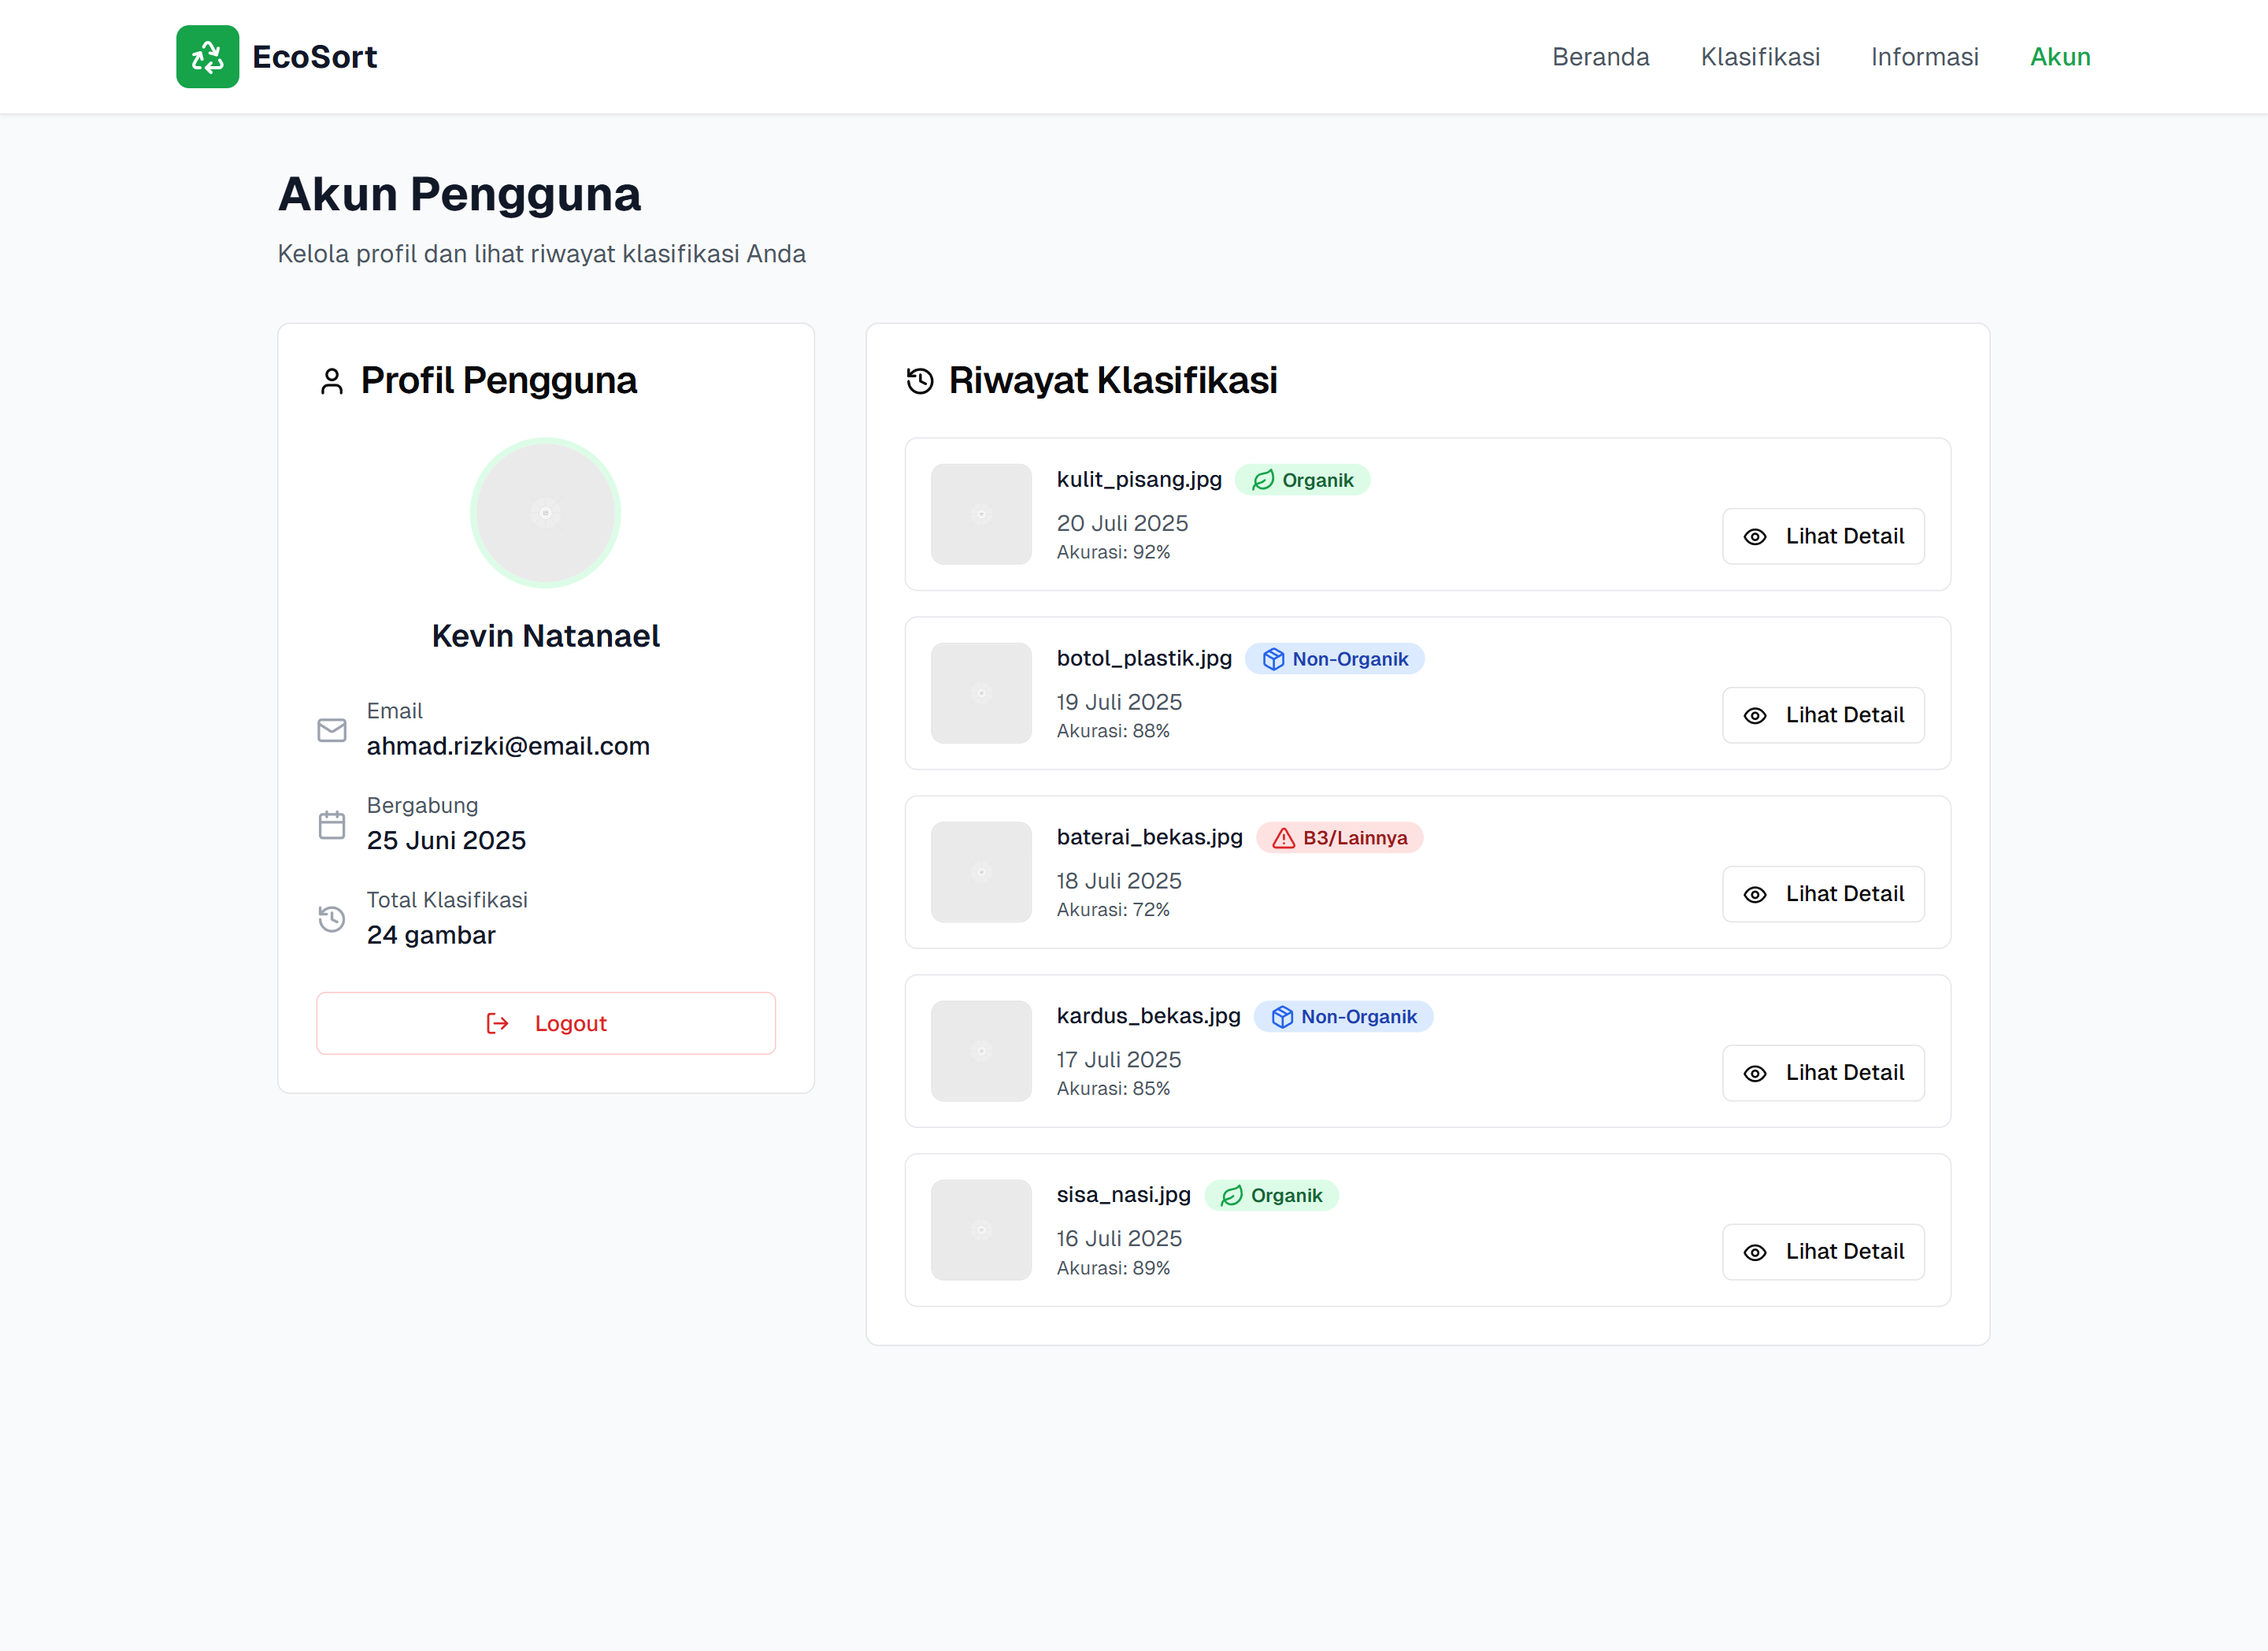 EcoSort
Beranda
Klasifikasi
Informasi
Akun
Akun Pengguna
Kelola profil dan lihat riwayat klasifikasi Anda
Profil Pengguna
Kevin Natanael
Email
ahmad.rizki@email.com
Bergabung
25 Juni 2025
Total Klasifikasi
24 gambar
Logout
Riwayat Klasifikasi
kulit_pisang.jpg Organik
20 Juli 2025
Akurasi: 92%
Lihat Detail
botol_plastik.jpg Non-Organik
19 Juli 2025
Akurasi: 88%
Lihat Detail
baterai_bekas.jpg B3/Lainnya
18 Juli 2025
Akurasi: 72%
Lihat Detail
kardus_bekas.jpg Non-Organik
17 Juli 2025
Akurasi: 85%
Lihat Detail
sisa_nasi.jpg Organik
16 Juli 2025
Akurasi: 89%
Lihat Detail